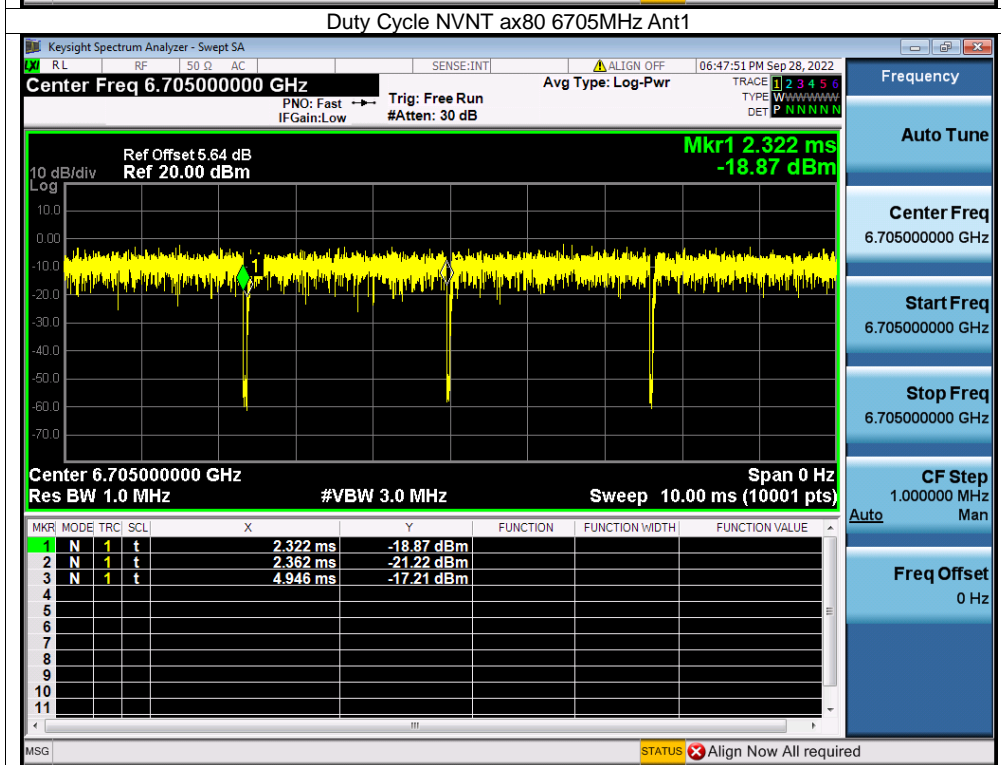 Duty Cycle NVNT ax80 6705MHz Ant1
Keysight Spectrum Analyzer - Swept SA
LXI RL RF 50 Ω AC SENSE:INT ALIGN OFF 06:47:51 PM Sep 28, 2022
Center Freq 6.705000000 GHz
PNO: Fast
IFGain:Low
Trig: Free Run
#Atten: 30 dB
Avg Type: Log-Pwr
TRACE 1 2 3 4 5 6
TYPE WWWWWW
DET P N N N N N
Ref Offset 5.64 dB
10 dB/div Ref 20.00 dBm
Log
Mkr1 2.322 ms
-18.87 dBm
10.0
0.00
-10.0
-20.0
-30.0
-40.0
-50.0
-60.0
-70.0
1
Center 6.705000000 GHz Span 0 Hz
Res BW 1.0 MHz #VBW 3.0 MHz Sweep 10.00 ms (10001 pts)
MKR MODE TRC SCL X Y FUNCTION FUNCTION WIDTH FUNCTION VALUE
1 N 1 t 2.322 ms -18.87 dBm
2 N 1 t 2.362 ms -21.22 dBm
3 N 1 t 4.946 ms -17.21 dBm
4
5
6
7
8
9
10
11
MSG STATUS Align Now All required
Frequency
Auto Tune
Center Freq
6.705000000 GHz
Start Freq
6.705000000 GHz
Stop Freq
6.705000000 GHz
CF Step
1.000000 MHz
Auto Man
Freq Offset
0 Hz